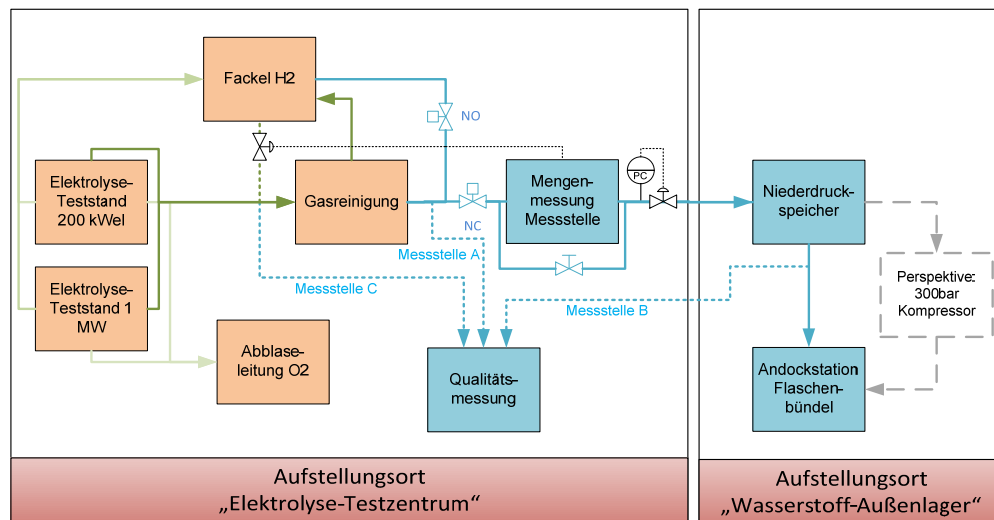 Fackel H2
NO
Elektrolyse-
Teststand
200 kWel
Gasreinigung
Mengen-
messung
Messstelle
PC
Niederdruck-
speicher
NC
Messstelle A
Elektrolyse-
Teststand 1
MW
Messstelle C
Messstelle B
Perspektive:
300bar
Kompressor
Abblase-
leitung O2
Qualitäts-
messung
Andockstation
Flaschen-
bündel
Aufstellungsort
„Elektrolyse-Testzentrum“
Aufstellungsort
„Wasserstoff-Außenlager“